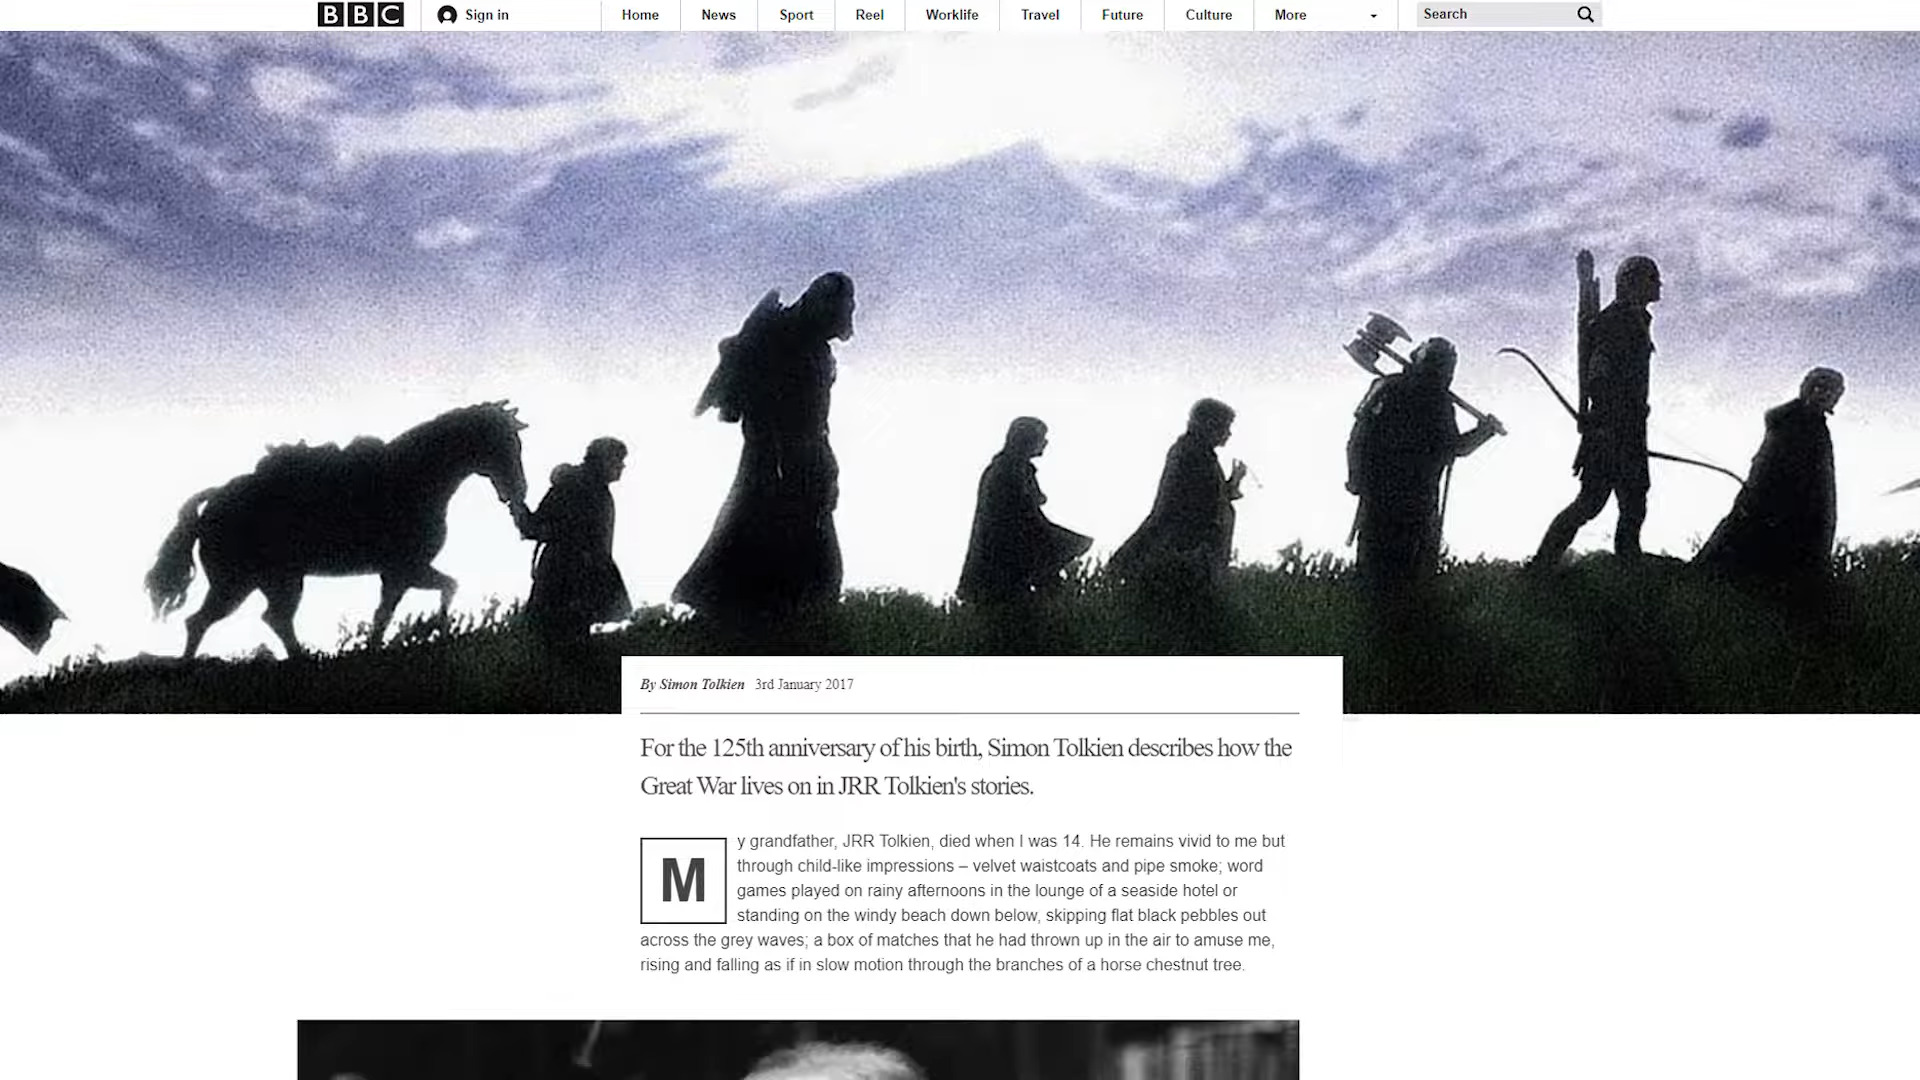 BBC Sign in Home News Sport Reel Worklife Travel Future Culture More Search
By Simon Tolkien 3rd January 2017
For the 125th anniversary of his birth, Simon Tolkien describes how the
Great War lives on in JRR Tolkien's stories.
My grandfather, JRR Tolkien, died when I was 14. He remains vivid to me but
through child-like impressions – velvet waistcoats and pipe smoke; word
games played on rainy afternoons in the lounge of a seaside hotel or
standing on the windy beach down below, skipping flat black pebbles out
across the grey waves; a box of matches that he had thrown up in the air to amuse me,
rising and falling as if in slow motion through the branches of a horse chestnut tree.